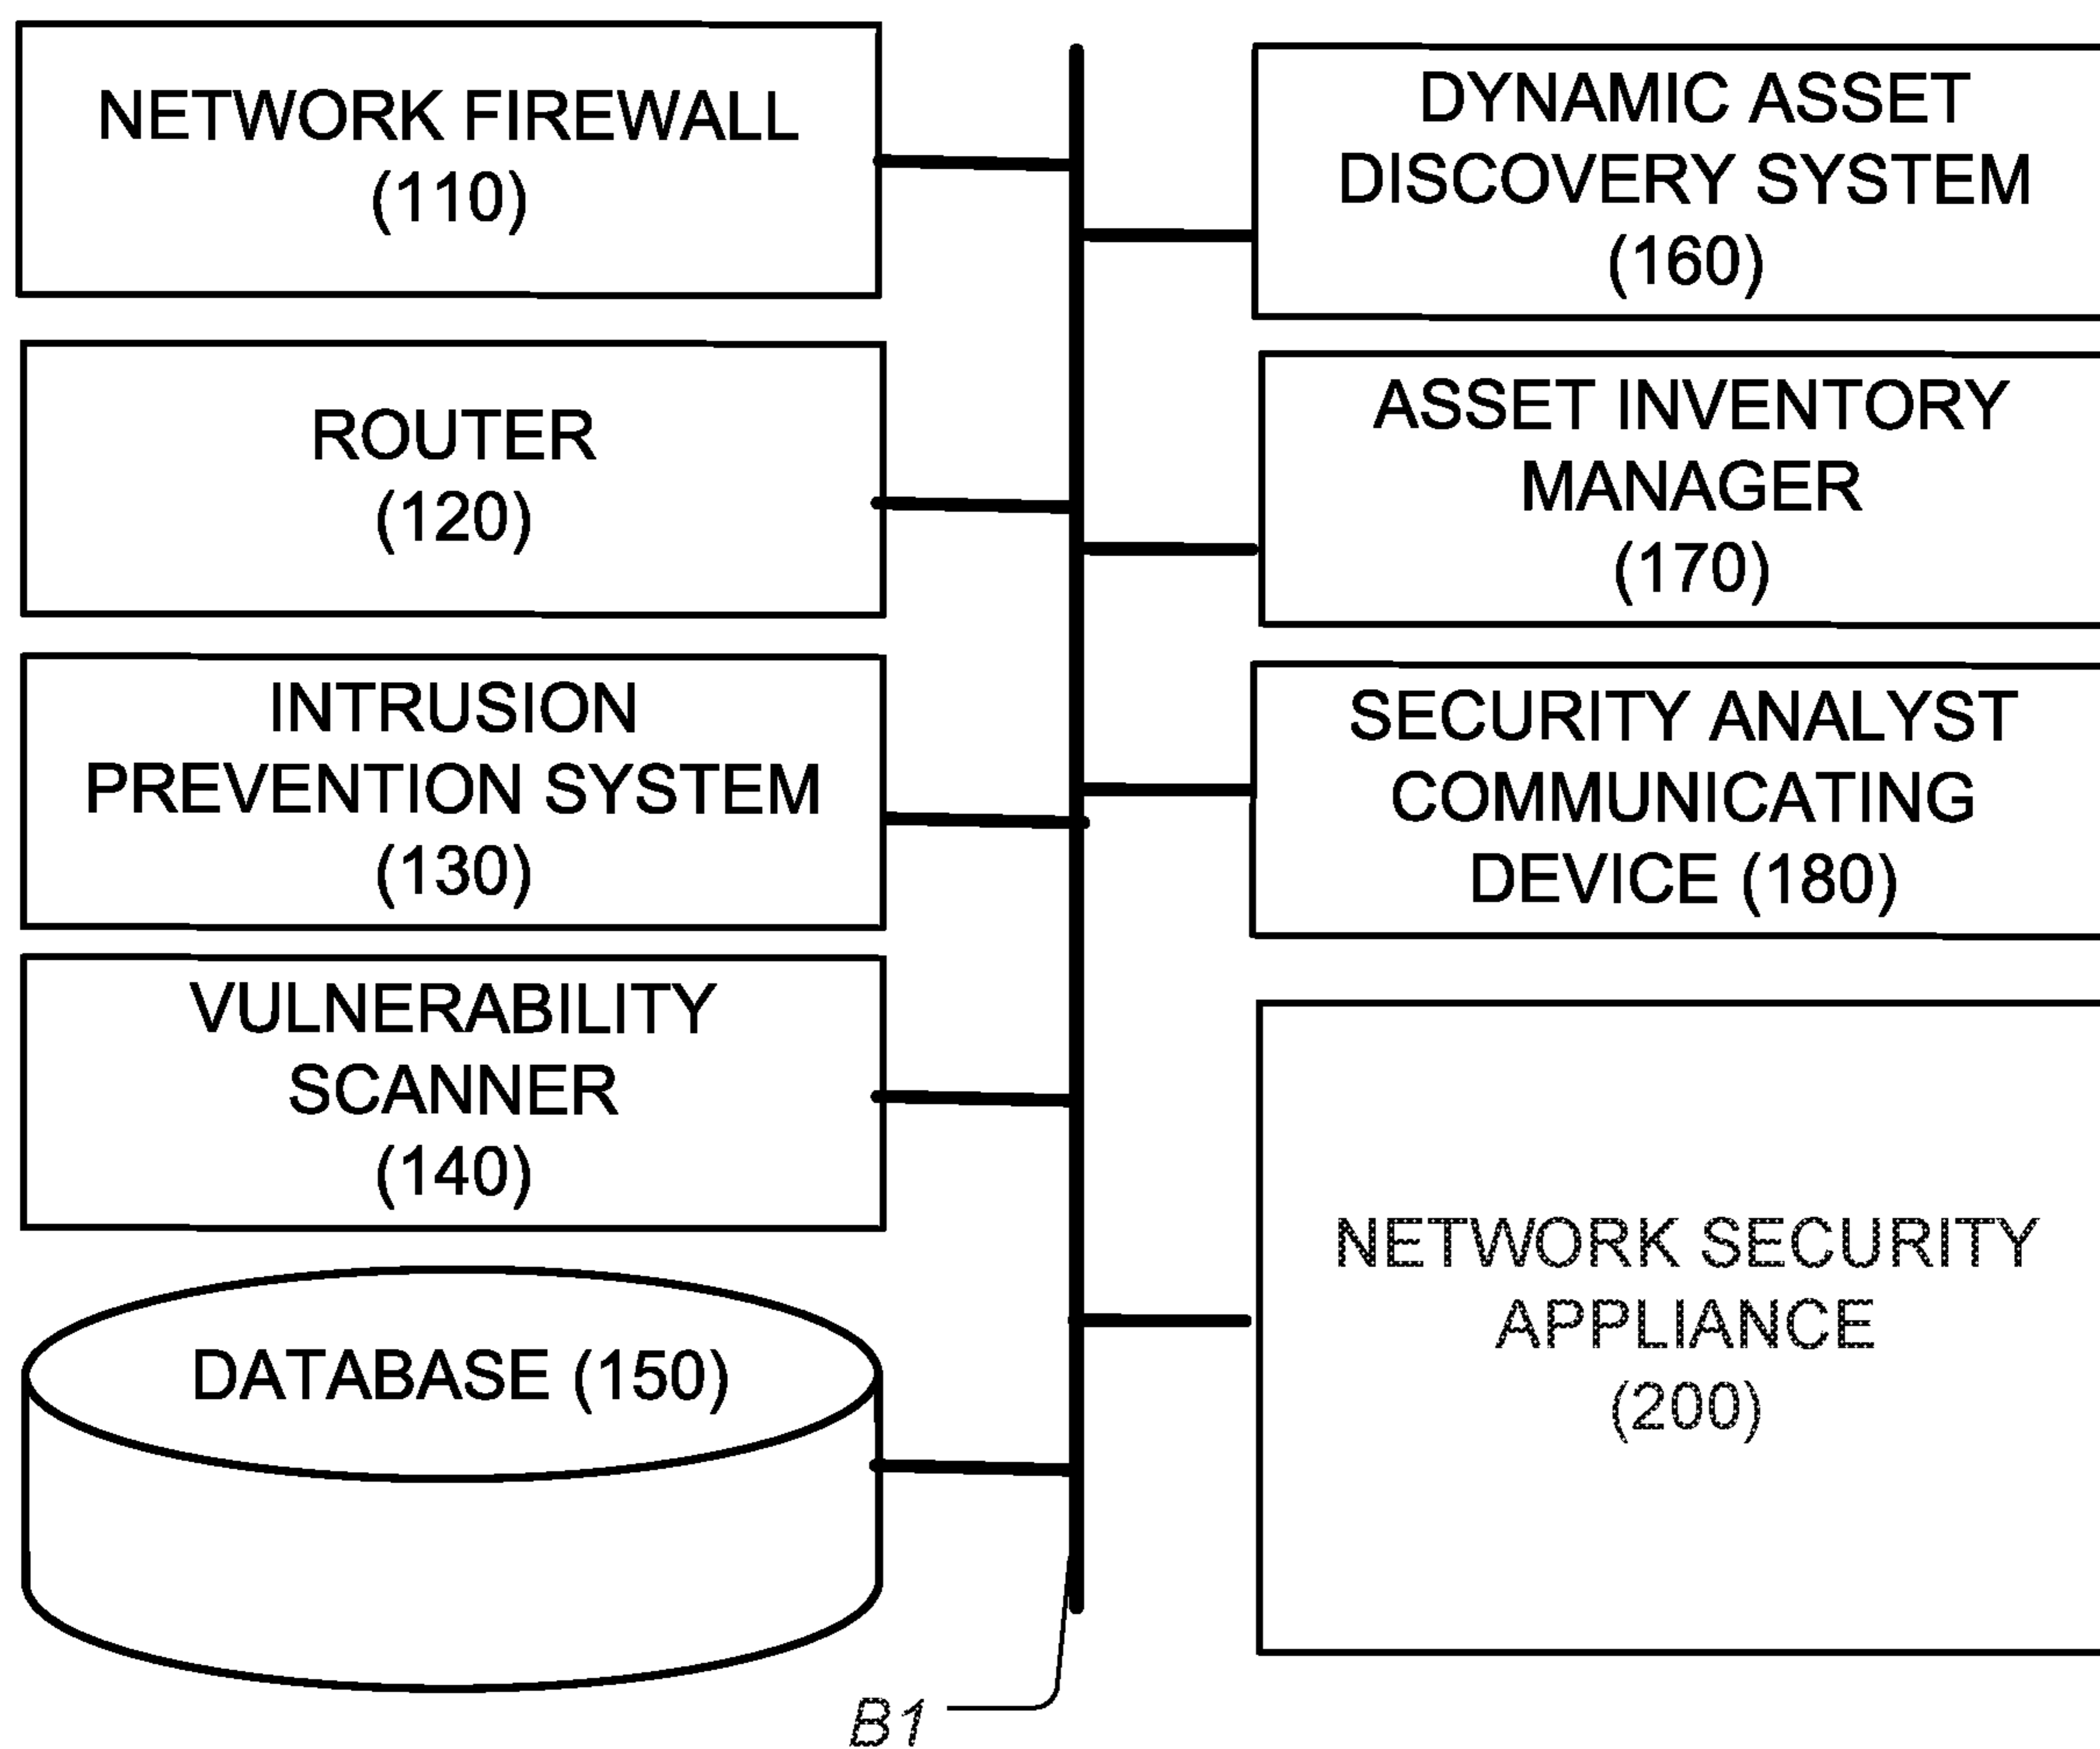 NETWORK FIREWALL
(110)
ROUTER
(120)
INTRUSION
PREVENTION SYSTEM
(130)
VULNERABILITY
SCANNER
(140)
DATABASE (150)
DYNAMIC ASSET
DISCOVERY SYSTEM
(160)
ASSET INVENTORY
MANAGER
(170)
SECURITY ANALYST
COMMUNICATING
DEVICE (180)
NETWORK SECURITY
APPLIANCE
(200)
B1